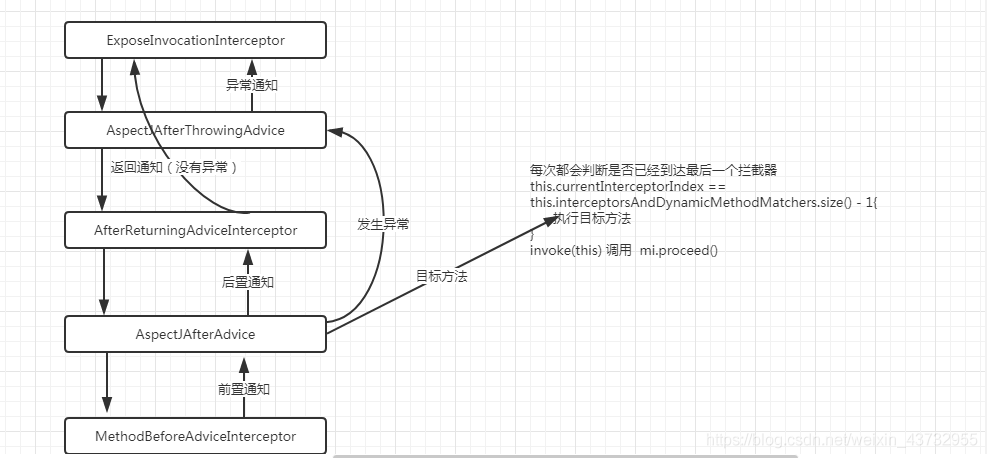 ExposeInvocationInterceptor
异常通知
AspectJAfterThrowingAdvice
返回通知（没有异常）
AfterReturningAdviceInterceptor
发生异常
后置通知
目标方法
AspectJAfterAdvice
前置通知
MethodBeforeAdviceInterceptor
每次都会判断是否已经到达最后一个拦截器
this.currentInterceptorIndex ==
this.interceptorsAndDynamicMethodMatchers.size() - 1{
执行目标方法
}
invoke(this) 调用 mi.proceed()
https://blog.csdn.net/weixin_43732955